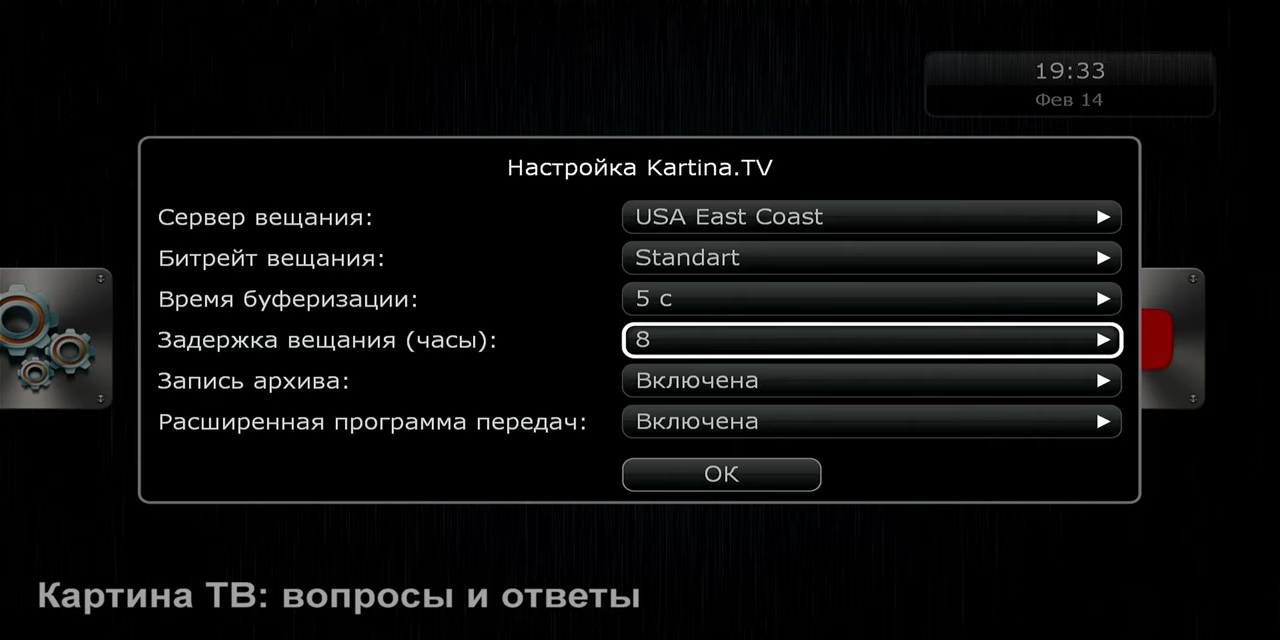 19:33
Фев 14
Настройка Kartina.TV
Сервер вещания: USA East Coast
Битрейт вещания: Standart
Время буферизации: 5 с
Задержка вещания (часы): 8
Запись архива: Включена
Расширенная программа передач: Включена
ОК
Картина ТВ: вопросы и ответы